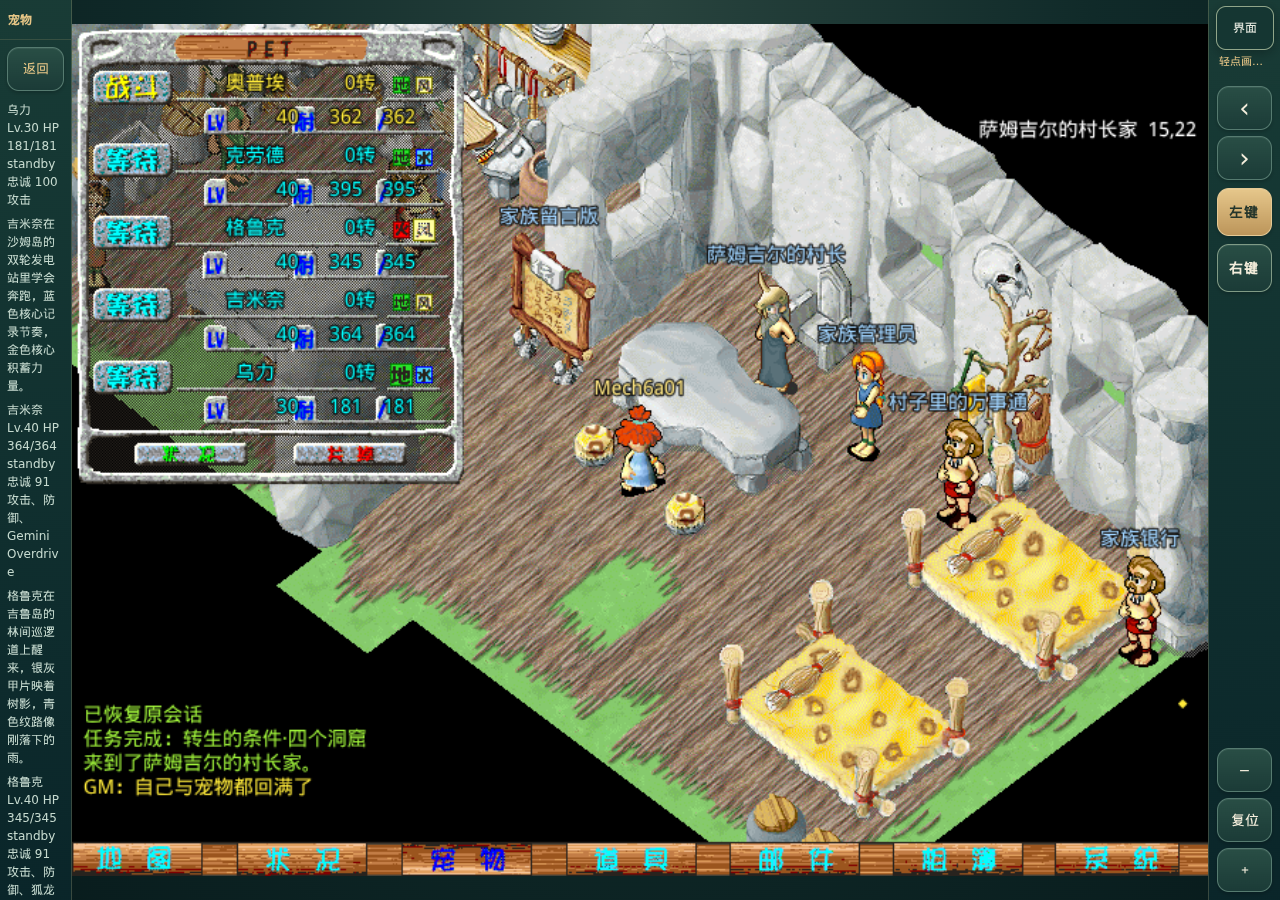 宠物
返回
乌力
Lv.30 HP
181/181
standby
忠诚 100
攻击
吉米奈在
沙姆岛的
双轮发电
站里学会
奔跑，蓝
色核心记
录节奏，
金色核心
积蓄力
量。
吉米奈
Lv.40 HP
364/364
standby
忠诚 91
攻击、防
御、
Gemini
Overdriv
e
格鲁克在
吉鲁岛的
林间巡逻
道上醒
来，银灰
甲片映着
树影，青
色纹路像
刚落下的
雨。
格鲁克
Lv.40 HP
345/345
standby
忠诚 91
攻击、防
御、狐龙
PET
战斗 奥普埃 0转 地 风
LV 40 耐 362 /362
等待 克劳德 0转 地 水
LV 40 耐 395 /395
等待 格鲁克 0转 火 风
LV 40 耐 345 /345
等待 吉米奈 0转 地 风
LV 40 耐 364 /364
等待 乌力 0转 地 水
LV 30 耐 181 /181
状况 关掉
萨姆吉尔的村长家 15,22
家族留言版
萨姆吉尔的村长
家族管理员
Mech6a01
村子里的万事通
家族银行
已恢复原会话
任务完成：转生的条件·四个洞窟
来到了萨姆吉尔的村长家。
GM：自己与宠物都回满了
地图 状况 宠物 道具 邮件 相簿 系统
界面
轻点画…
‹
›
左键
右键
−
复位
+